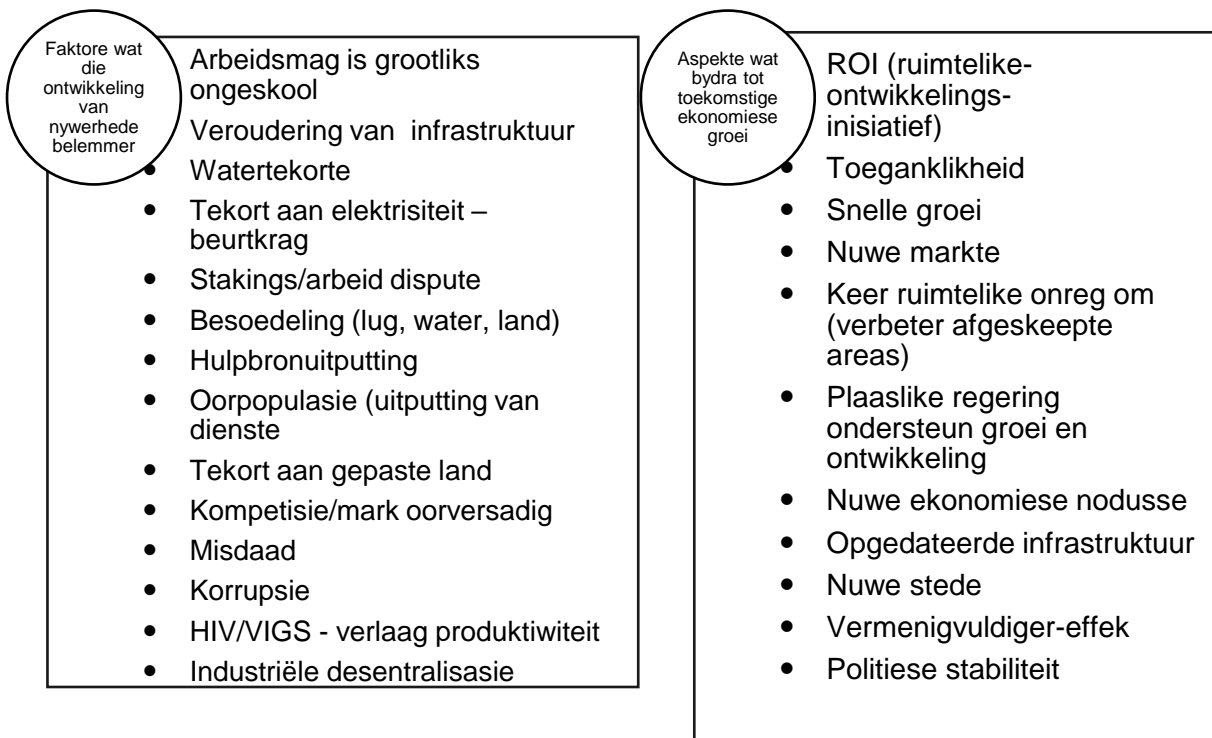 Faktore wat
die
ontwikkeling
van
nywerhede
belemmer
Arbeidsmag is grootliks
ongeskool
Veroudering van  infrastruktuur
• Watertekorte
• Tekort aan elektrisiteit –
beurtkrag
• Stakings/arbeid dispute
• Besoedeling (lug, water, land)
• Hulpbronuitputting
• Oorpopulasie (uitputting van
dienste
• Tekort aan gepaste land
• Kompetisie/mark oorversadig
• Misdaad
• Korrupsie
• HIV/VIGS - verlaag produktiwiteit
• Industriële desentralisasie
Aspekte wat
bydra tot
toekomstige
ekonomiese
groei
ROI (ruimtelike-
ontwikkelings-
inisiatief)
• Toeganklikheid
• Snelle groei
• Nuwe markte
• Keer ruimtelike onreg om
(verbeter afgeskeepte
areas)
• Plaaslike regering
ondersteun groei en
ontwikkeling
• Nuwe ekonomiese nodusse
• Opgedateerde infrastruktuur
• Nuwe stede
• Vermenigvuldiger-effek
• Politiese stabiliteit